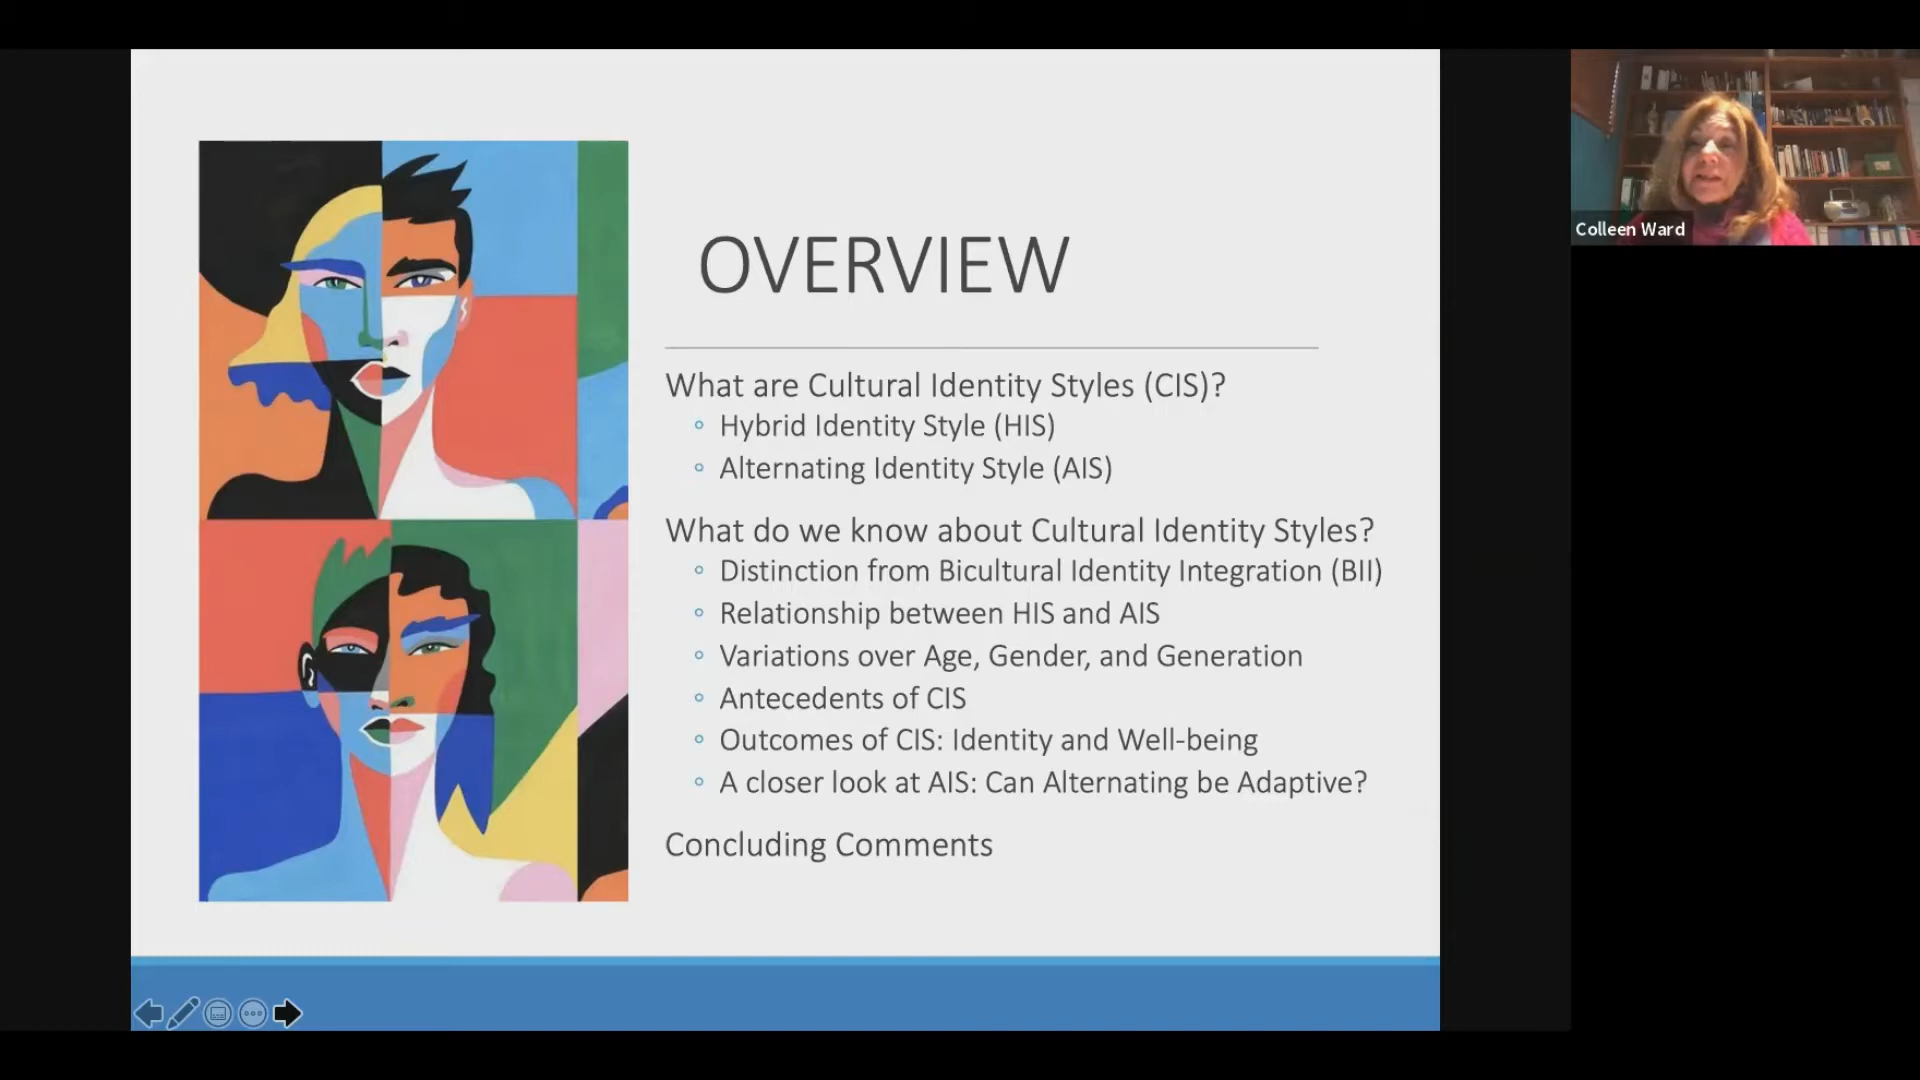 OVERVIEW
What are Cultural Identity Styles (CIS)?
Hybrid Identity Style (HIS)
Alternating Identity Style (AIS)
What do we know about Cultural Identity Styles?
Distinction from Bicultural Identity Integration (BII)
Relationship between HIS and AIS
Variations over Age, Gender, and Generation
Antecedents of CIS
Outcomes of CIS: Identity and Well-being
A closer look at AIS: Can Alternating be Adaptive?
Concluding Comments
Colleen Ward